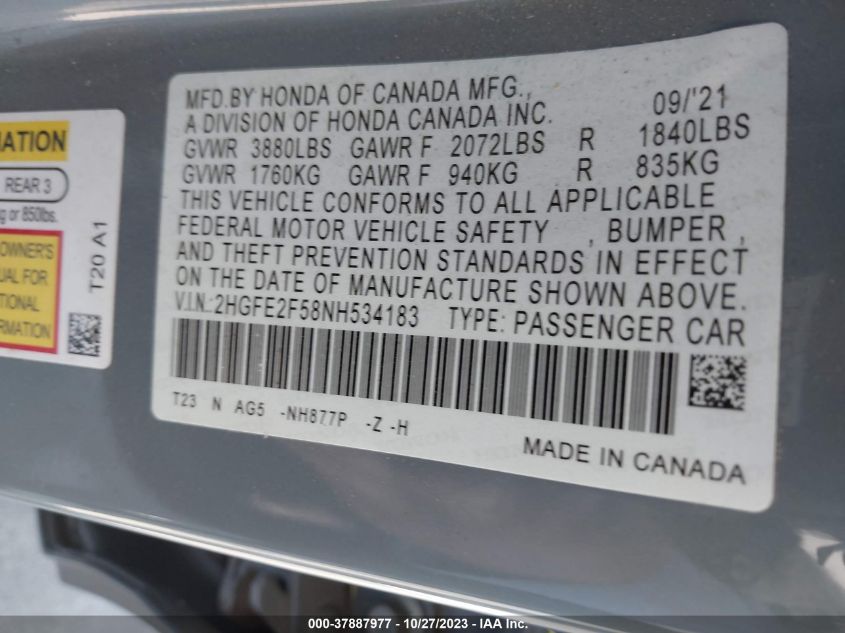 MATION
REAR 3
g or 850lbs.
OWNER'S
UAL FOR
TIONAL
RMATION
T20 A1
MFD.BY HONDA OF CANADA MFG., 09/'21
A DIVISION OF HONDA CANADA INC.
GVWR 3880LBS GAWR F 2072LBS R 1840LBS
GVWR 1760KG GAWR F 940KG R 835KG
THIS VEHICLE CONFORMS TO ALL APPLICABLE
FEDERAL MOTOR VEHICLE SAFETY , BUMPER ,
AND THEFT PREVENTION STANDARDS IN EFFECT
ON THE DATE OF MANUFACTURE SHOWN ABOVE.
V.I.N.:2HGFE2F58NH534183 TYPE: PASSENGER CAR
T23 N AG5 -NH877P -Z -H
MADE IN CANADA
000-37887977 - 10/27/2023 - IAA Inc.